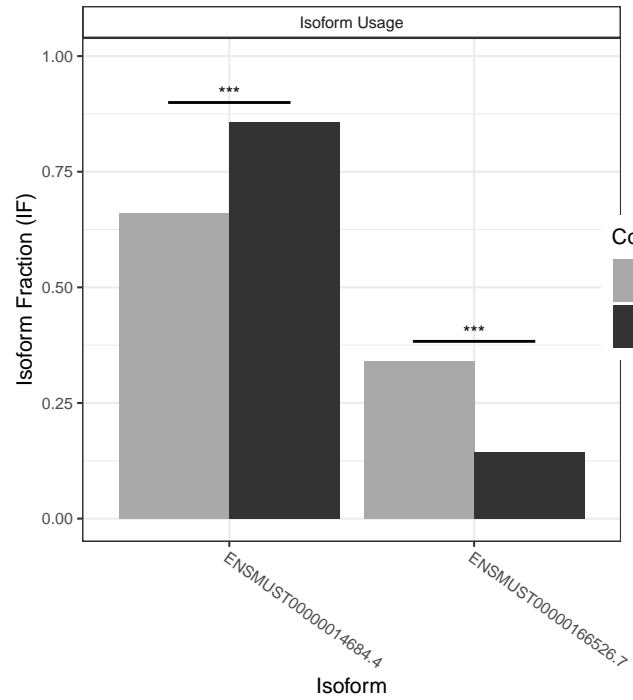 Isoform Usage
1.00
***
0.75
Isoform Fraction (IF)
Co
0.50
***
0.25
0.00
ENSMUST00000014684.4
ENSMUST00000166526.7
Isoform